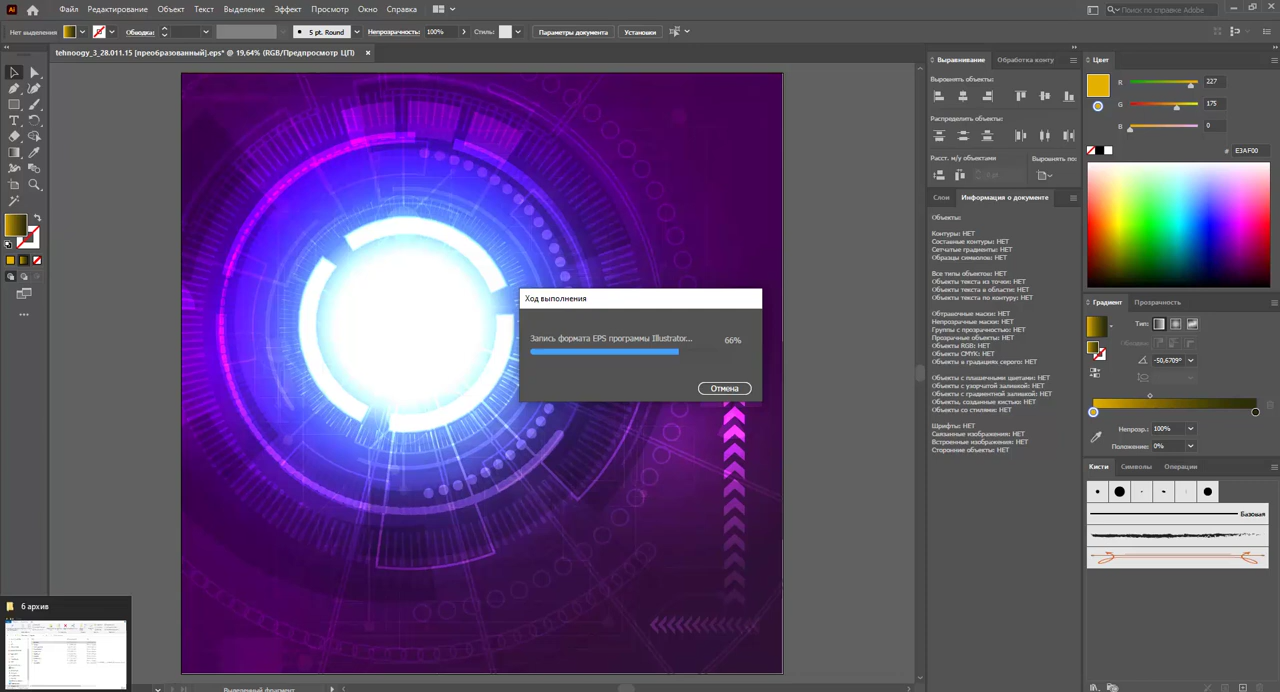 Ai
Редактирование Объект Текст Выделение Эффект Просмотр Окно Справка
Поиск по справке Adobe
Нет выделения
Обводка:
5 pt. Round
Непрозрачность: 100%
Стиль:
Параметры документа
Установки
tehnoogy_3_28.011.15 [преобразованный].eps* @ 19,64% (RGB/Предпросмотр ЦП)
Выравнивание
Обработка конту
Выровнять объекты:
Распределить объекты:
Расст. м/у объектами
Выровнять по:
0 pt
Слои
Информация о документе
Объекты:
Контуры: НЕТ
Составные контуры: НЕТ
Сетчатые градиенты: НЕТ
Образцы символов: НЕТ
Все типы объектов: НЕТ
Объекты текста из точки: НЕТ
Объекты текста в области: НЕТ
Объекты текста по контуру: НЕТ
Обтравочные маски: НЕТ
Непрозрачные маски: НЕТ
Группы с прозрачностью: НЕТ
Прозрачные объекты: НЕТ
Объекты RGB: НЕТ
Объекты CMYK: НЕТ
Объекты в градациях серого: НЕТ
Объекты с плашечными цветами: НЕТ
Объекты с узорчатой заливкой: НЕТ
Объекты с градиентной заливкой: НЕТ
Объекты, созданные кистью: НЕТ
Объекты со стилями: НЕТ
Шрифты: НЕТ
Связанные изображения: НЕТ
Встроенные изображения: НЕТ
Сторонние объекты: НЕТ
Цвет
R 227
G 175
B 0
# E3AF00
Градиент
Прозрачность
Тип:
Обводка:
-50,6709°
Непрозр.: 100%
Положение: 0%
Кисти
Символы
Операции
Базовая
Ход выполнения
Запись формата EPS программы Illustrator...
66%
Отмена
6 архив
Выделенный фрагмент